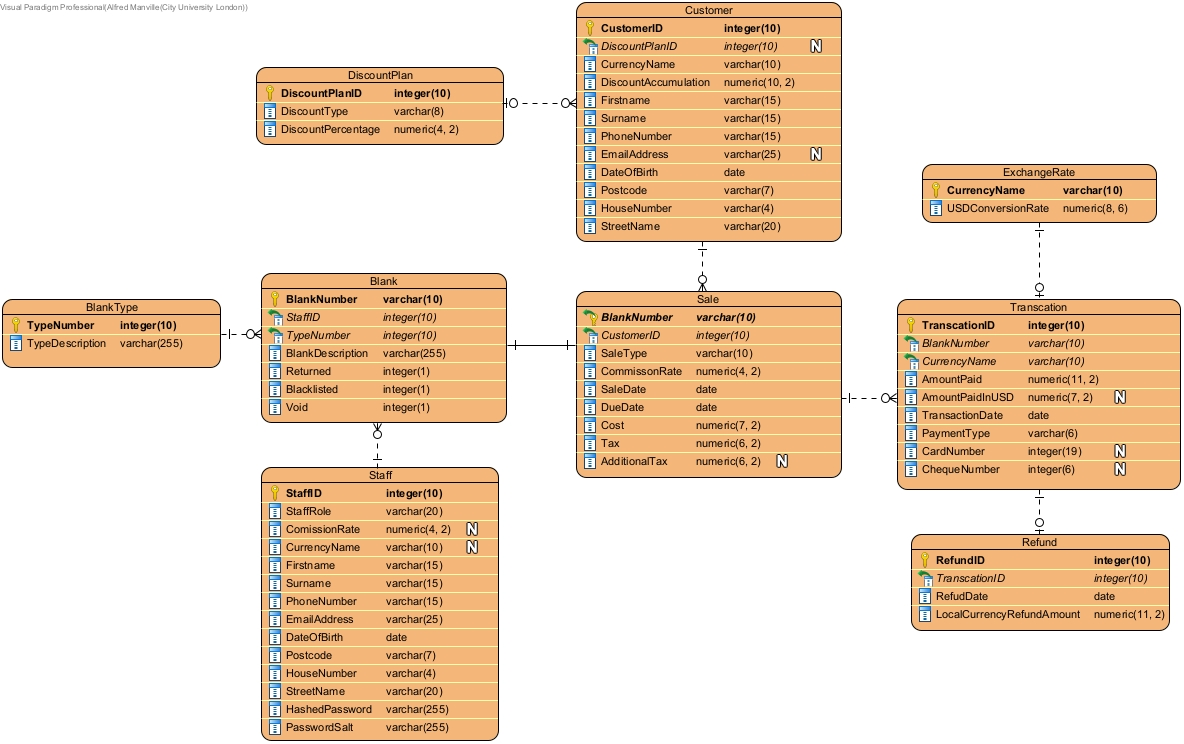 Visual Paradigm Professional(Alfred Manville(City University London))
Customer
CustomerID integer(10)
DiscountPlanID integer(10) N
CurrencyName varchar(10)
DiscountAccumulation numeric(10, 2)
Firstname varchar(15)
Surname varchar(15)
PhoneNumber varchar(15)
EmailAddress varchar(25) N
DateOfBirth date
Postcode varchar(7)
HouseNumber varchar(4)
StreetName varchar(20)
DiscountPlan
DiscountPlanID integer(10)
DiscountType varchar(8)
DiscountPercentage numeric(4, 2)
ExchangeRate
CurrencyName varchar(10)
USDConversionRate numeric(8, 6)
Blank
BlankNumber varchar(10)
StaffID integer(10)
TypeNumber integer(10)
BlankDescription varchar(255)
Returned integer(1)
Blacklisted integer(1)
Void integer(1)
BlankType
TypeNumber integer(10)
TypeDescription varchar(255)
Sale
BlankNumber varchar(10)
CustomerID integer(10)
SaleType varchar(10)
CommissonRate numeric(4, 2)
SaleDate date
DueDate date
Cost numeric(7, 2)
Tax numeric(6, 2)
AdditionalTax numeric(6, 2) N
Transcation
TranscationID integer(10)
BlankNumber varchar(10)
CurrencyName varchar(10)
AmountPaid numeric(11, 2)
AmountPaidInUSD numeric(7, 2) N
TransactionDate date
PaymentType varchar(6)
CardNumber integer(19) N
ChequeNumber integer(6) N
Staff
StaffID integer(10)
StaffRole varchar(20)
ComissionRate numeric(4, 2) N
CurrencyName varchar(10) N
Firstname varchar(15)
Surname varchar(15)
PhoneNumber varchar(15)
EmailAddress varchar(25)
DateOfBirth date
Postcode varchar(7)
HouseNumber varchar(4)
StreetName varchar(20)
HashedPassword varchar(255)
PasswordSalt varchar(255)
Refund
RefundID integer(10)
TranscationID integer(10)
RefudDate date
LocalCurrencyRefundAmount numeric(11, 2)